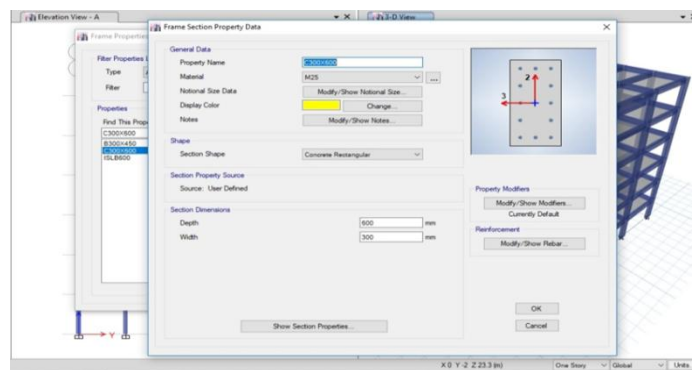 Elevation View - A
3-D View
Frame Properties
Filter Properties L
Type
Filter
Properties
Find This Prop
C300X600
B300X450
C300X600
ISLB600
Frame Section Property Data
General Data
Property Name
C300X600
Material
M25
...
Notional Size Data
Modify/Show Notional Size...
Display Color
Change...
Notes
Modify/Show Notes...
Shape
Section Shape
Concrete Rectangular
Section Property Source
Source: User Defined
Section Dimensions
Depth
600
mm
Width
300
mm
Show Section Properties...
2
3
Property Modifiers
Modify/Show Modifiers...
Currently Default
Reinforcement
Modify/Show Rebar...
OK
Cancel
Y
X 0 Y -2 Z 23.3 (m)
One Story
Global
Units